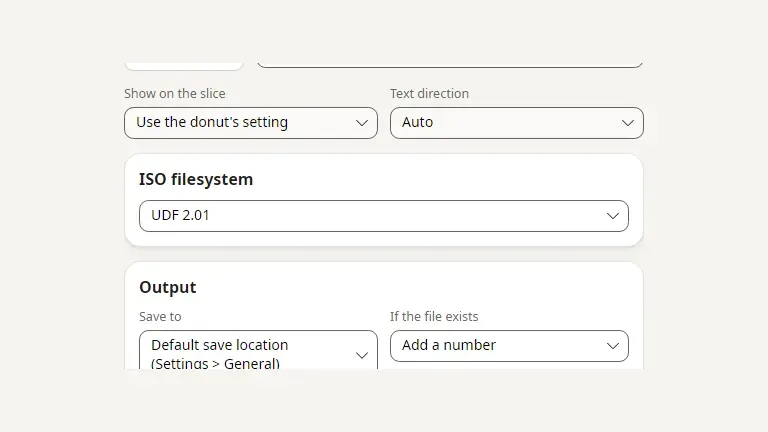 Show on the slice
Text direction
Use the donut's setting
Auto
ISO filesystem
UDF 2.01
Output
Save to
If the file exists
Default save location
(Settings > General)
Add a number